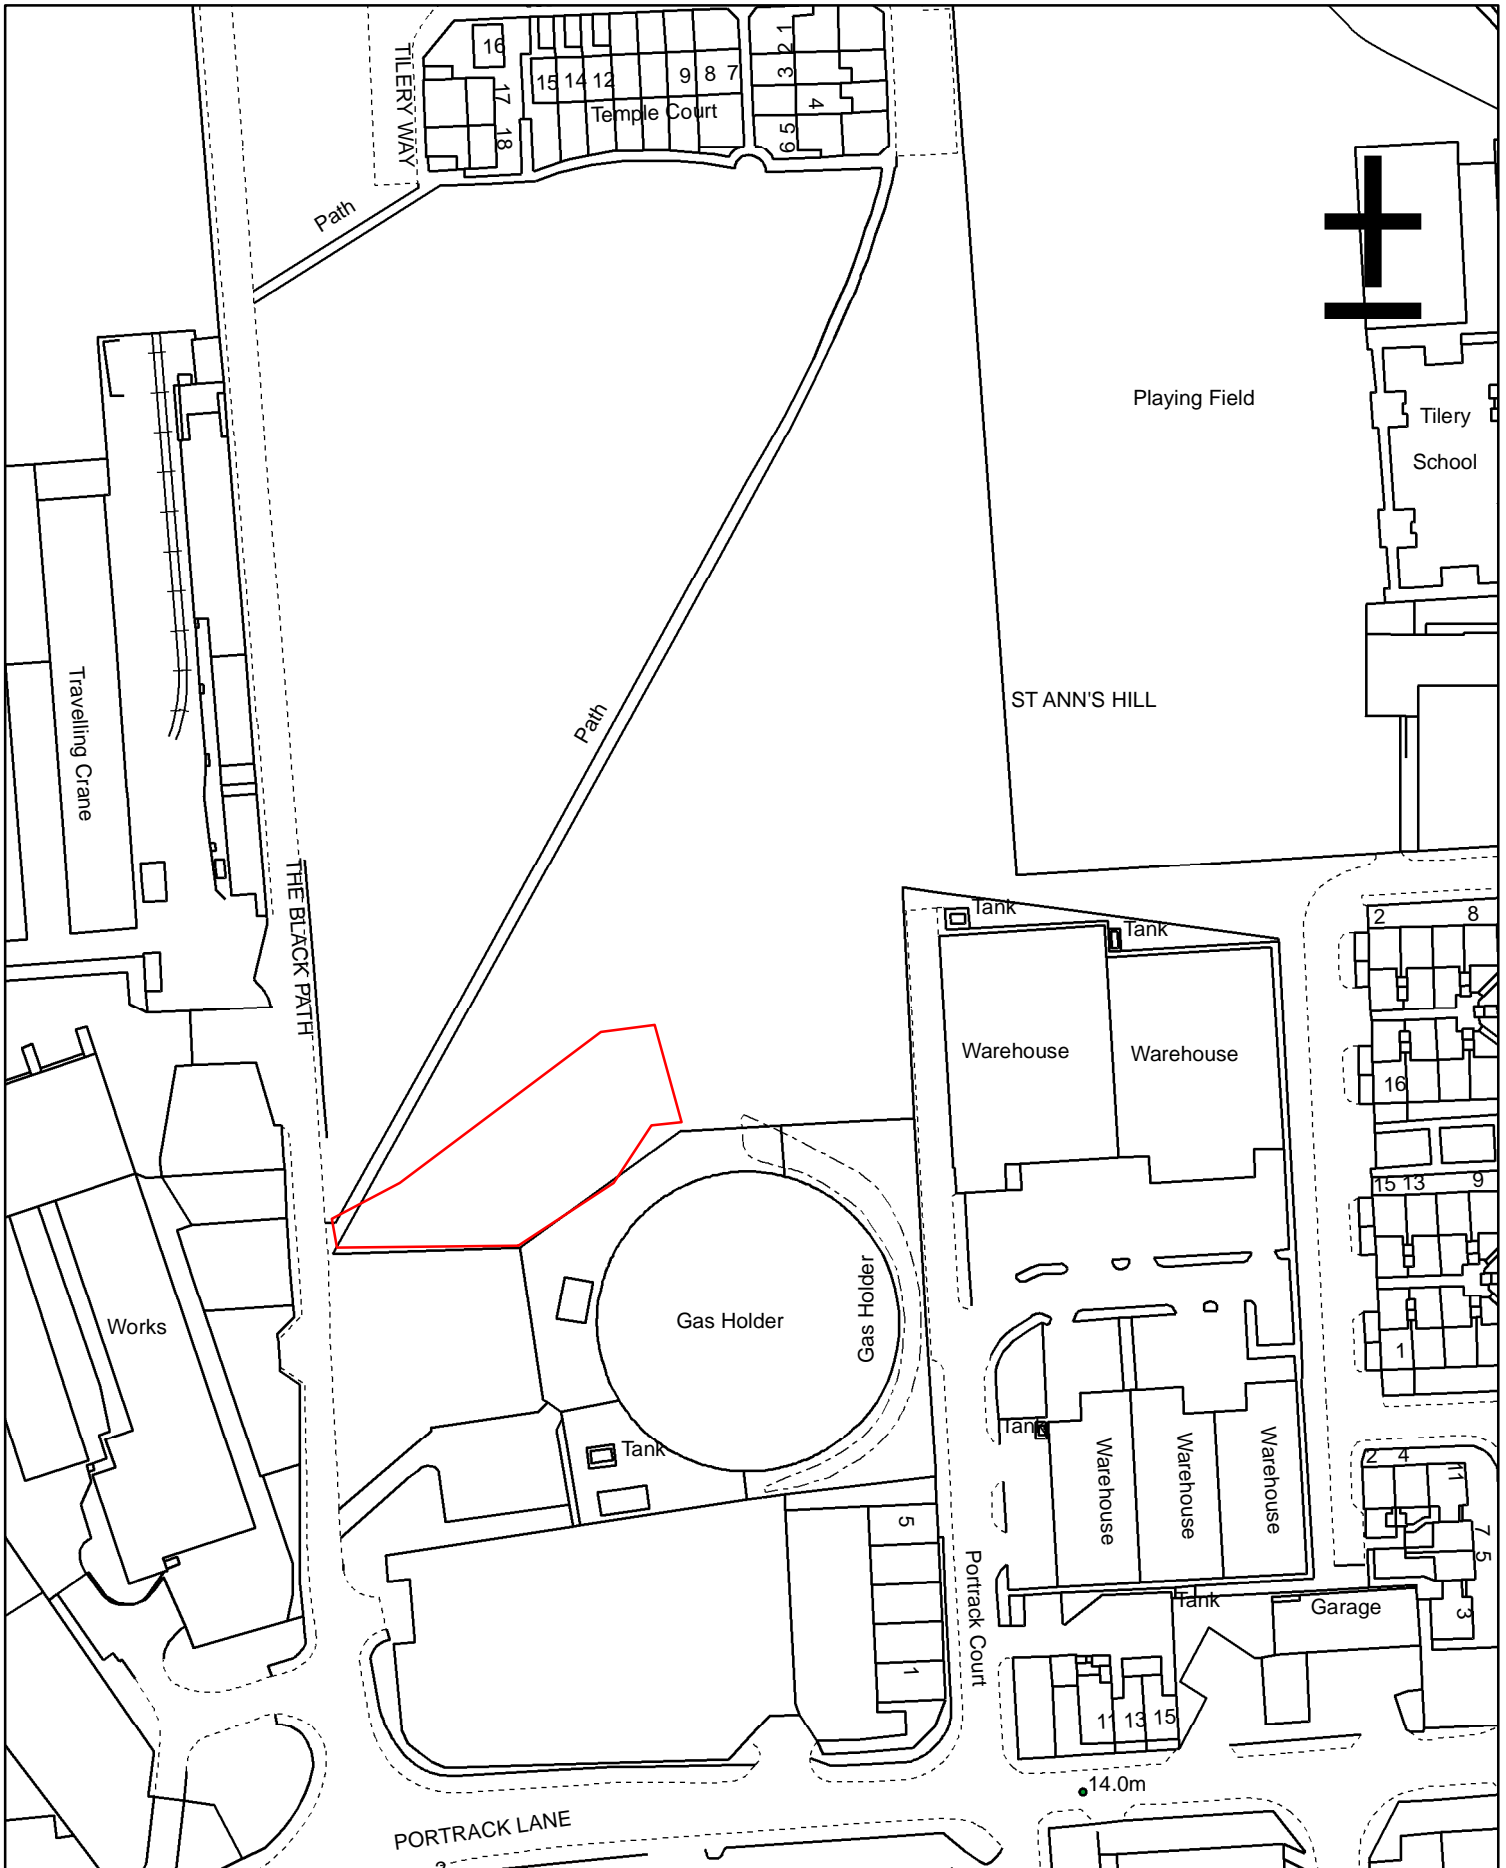 1
2
3
4
5
6
16
TILERY WAY
17
18
15 14 12
9 8 7
Temple Court
Path
Playing Field
Tilery
School
Travelling Crane
Path
ST ANN'S HILL
THE BLACK PATH
Tank
Tank
2
8
Warehouse
Warehouse
16
15 13
9
Works
Gas Holder
Gas Holder
1
Tank
Tank
Warehouse
Warehouse
Warehouse
2 4
11
7
5
3
5
Portrack Court
Tank
Garage
1
11 13 15
14.0m
PORTRACK LANE